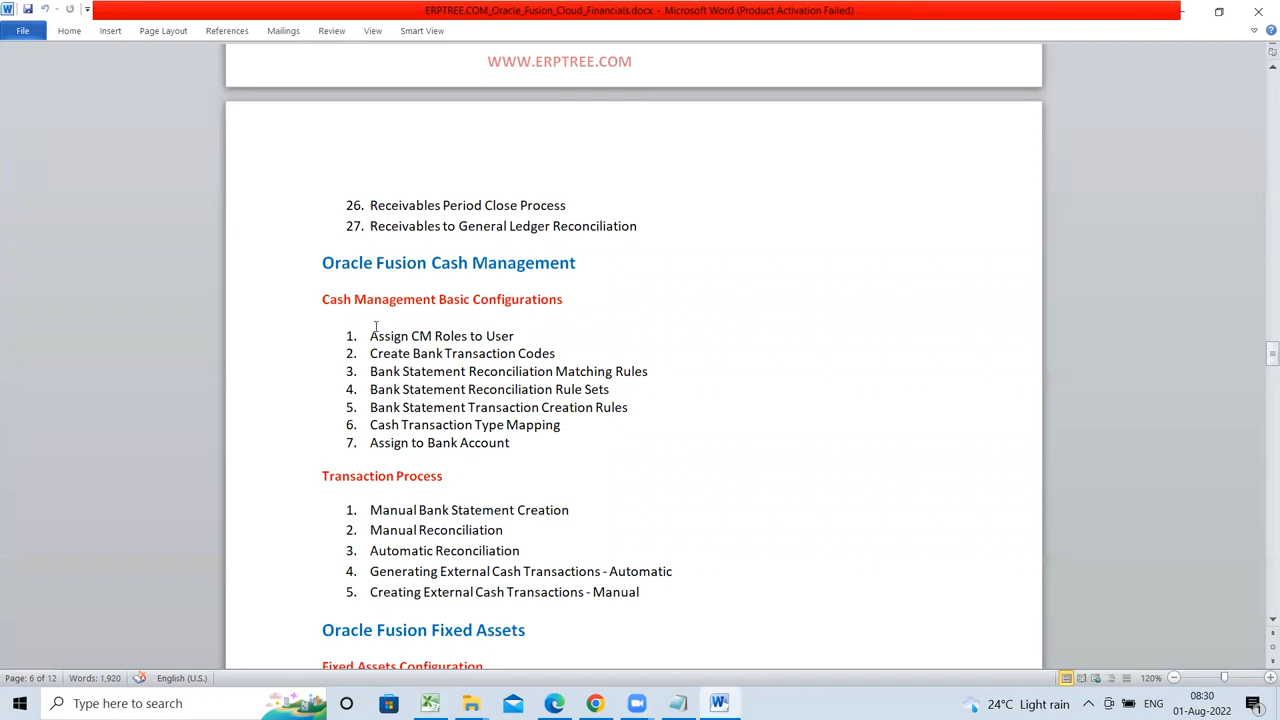 ERPTREE.COM_Oracle_Fusion_Cloud_Financials.docx - Microsoft Word (Product Activation Failed)
File Home Insert Page Layout References Mailings Review View Smart View
WWW.ERPTREE.COM
26. Receivables Period Close Process
27. Receivables to General Ledger Reconciliation
Oracle Fusion Cash Management
Cash Management Basic Configurations
1. Assign CM Roles to User
2. Create Bank Transaction Codes
3. Bank Statement Reconciliation Matching Rules
4. Bank Statement Reconciliation Rule Sets
5. Bank Statement Transaction Creation Rules
6. Cash Transaction Type Mapping
7. Assign to Bank Account
Transaction Process
1. Manual Bank Statement Creation
2. Manual Reconciliation
3. Automatic Reconciliation
4. Generating External Cash Transactions - Automatic
5. Creating External Cash Transactions - Manual
Oracle Fusion Fixed Assets
Fixed Assets Configuration
Page: 6 of 12 Words: 1,920 English (U.S.) 120%
Type here to search 24°C Light rain ENG 08:30
01-Aug-2022